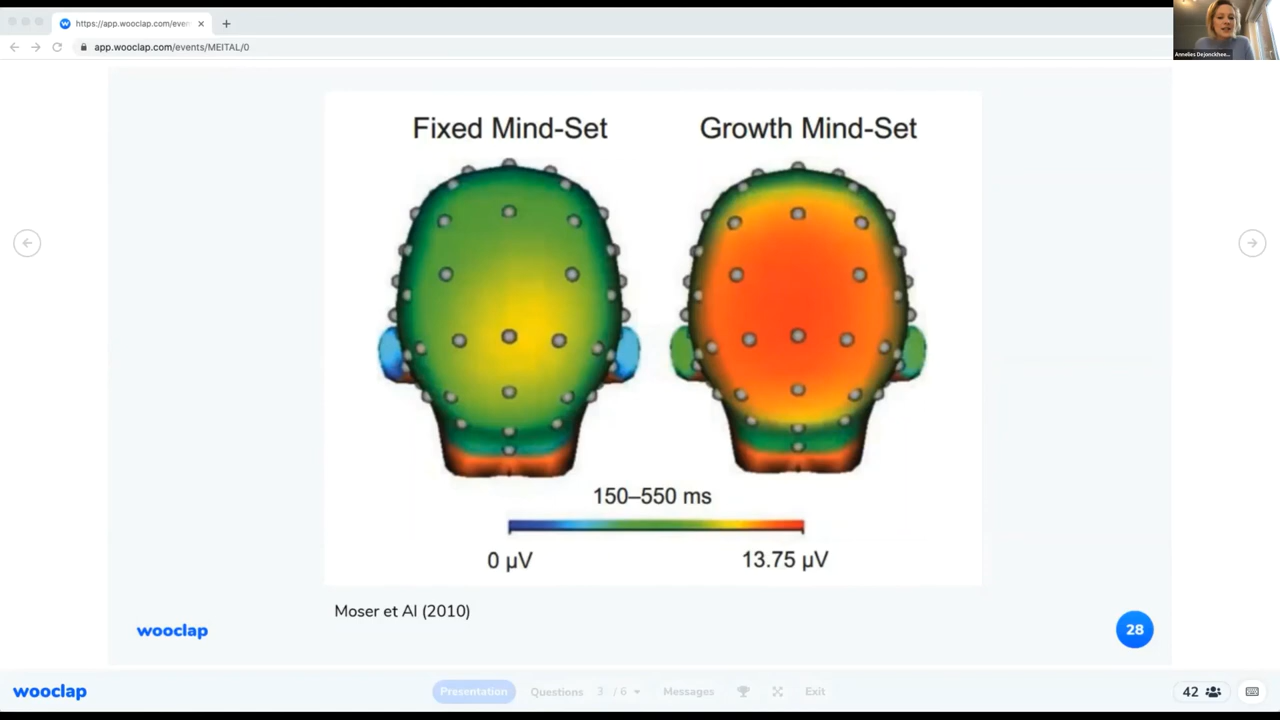 https://app.wooclap.com/even
app.wooclap.com/events/MEITAL/0
Annelies Dejonckhee...
Fixed Mind-Set
Growth Mind-Set
150–550 ms
0 µV
13.75 µV
Moser et Al (2010)
wooclap
28
wooclap
Presentation
Questions
3 / 6
Messages
Exit
42